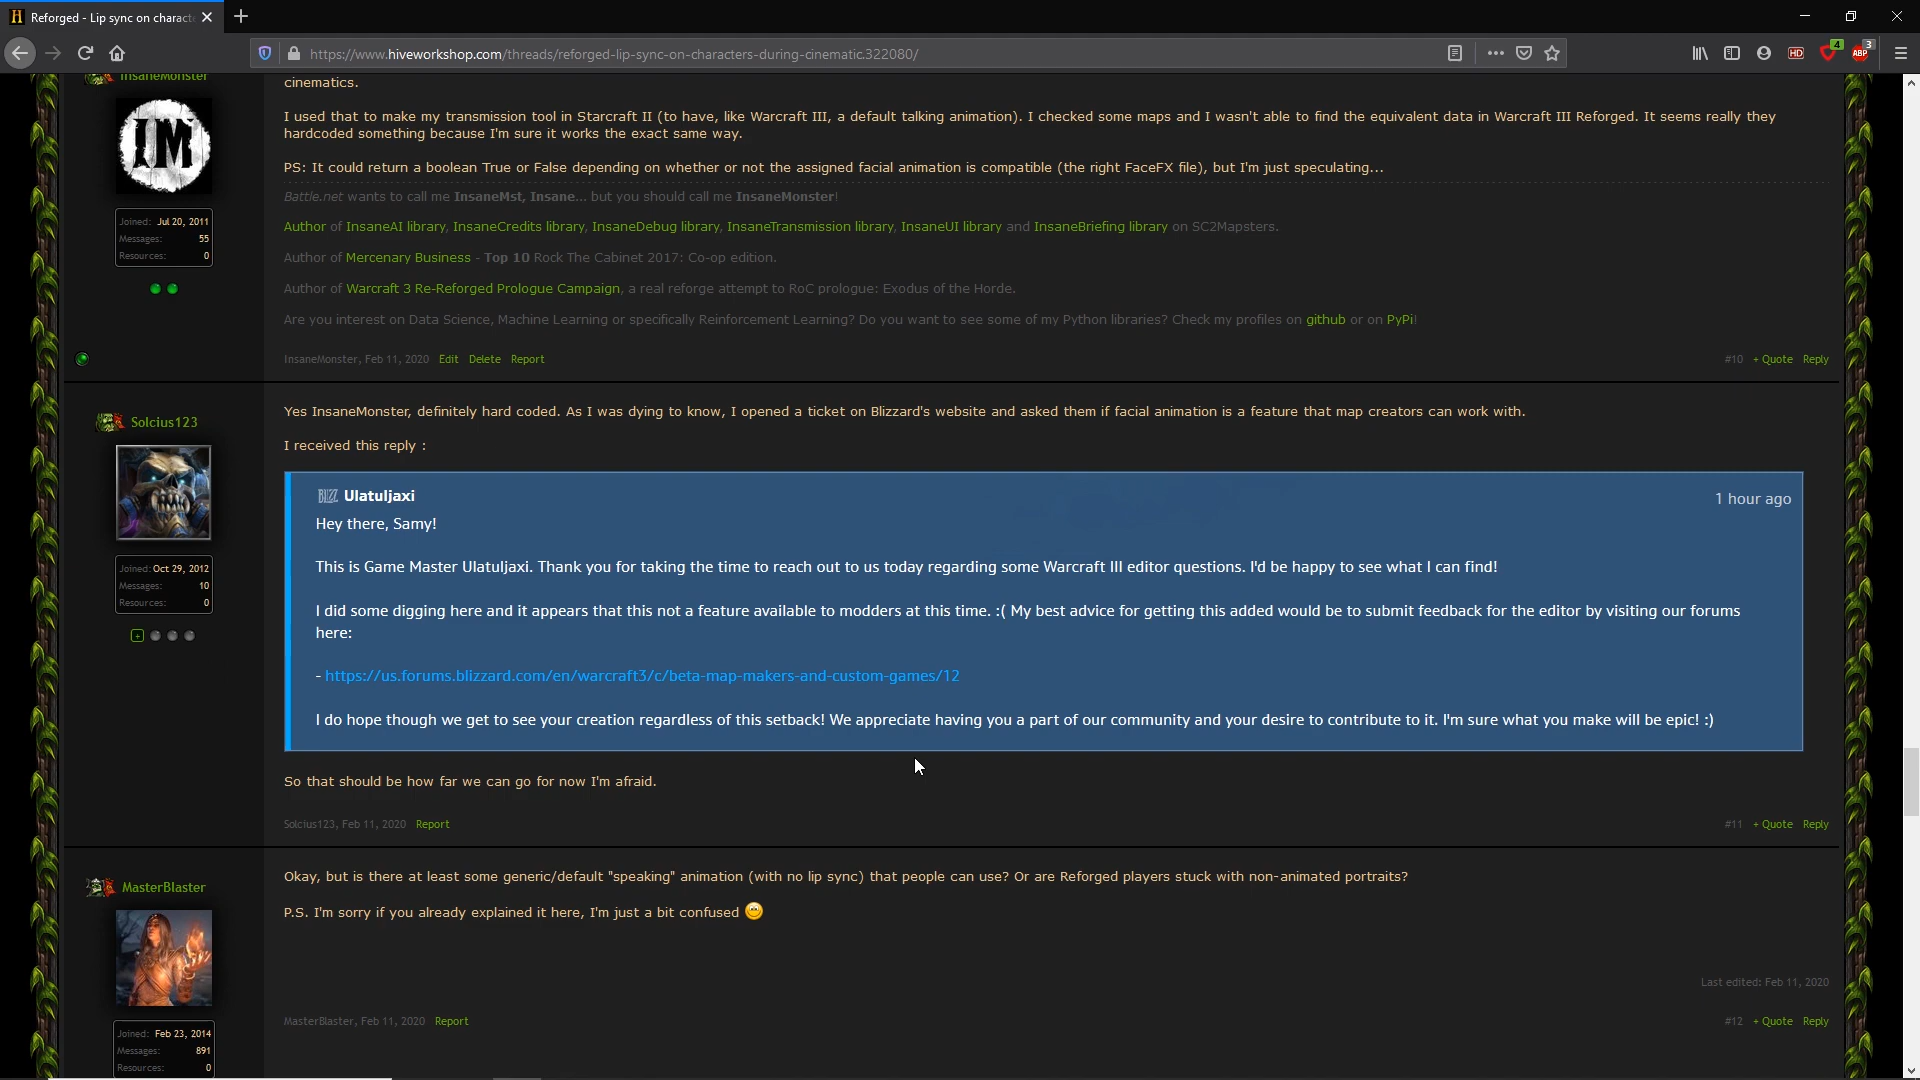 Reforged - Lip sync on charact
https://www.hiveworkshop.com/threads/reforged-lip-sync-on-characters-during-cinematic.322080/
HD
4
ABP
3
InsaneMonster
IM
Joined: Jul 20, 2011
Messages: 55
Resources: 0
cinematics.
I used that to make my transmission tool in Starcraft II (to have, like Warcraft III, a default talking animation). I checked some maps and I wasn't able to find the equivalent data in Warcraft III Reforged. It seems really they
hardcoded something because I'm sure it works the exact same way.
PS: It could return a boolean True or False depending on whether or not the assigned facial animation is compatible (the right FaceFX file), but I'm just speculating...
Battle.net wants to call me InsaneMst, Insane... but you should call me InsaneMonster!
Author of InsaneAI library, InsaneCredits library, InsaneDebug library, InsaneTransmission library, InsaneUI library and InsaneBriefing library on SC2Mapsters.
Author of Mercenary Business - Top 10 Rock The Cabinet 2017: Co-op edition.
Author of Warcraft 3 Re-Reforged Prologue Campaign, a real reforge attempt to RoC prologue: Exodus of the Horde.
Are you interest on Data Science, Machine Learning or specifically Reinforcement Learning? Do you want to see some of my Python libraries? Check my profiles on github or on PyPi!
InsaneMonster, Feb 11, 2020 Edit Delete Report #10 + Quote Reply
Solcius123
Joined: Oct 29, 2012
Messages: 10
Resources: 0
Yes InsaneMonster, definitely hard coded. As I was dying to know, I opened a ticket on Blizzard's website and asked them if facial animation is a feature that map creators can work with.
I received this reply :
BLIZZ Ulatuljaxi 1 hour ago
Hey there, Samy!
This is Game Master Ulatuljaxi. Thank you for taking the time to reach out to us today regarding some Warcraft III editor questions. I'd be happy to see what I can find!
I did some digging here and it appears that this not a feature available to modders at this time. :( My best advice for getting this added would be to submit feedback for the editor by visiting our forums
here:
- https://us.forums.blizzard.com/en/warcraft3/c/beta-map-makers-and-custom-games/12
I do hope though we get to see your creation regardless of this setback! We appreciate having you a part of our community and your desire to contribute to it. I'm sure what you make will be epic! :)
So that should be how far we can go for now I'm afraid.
Solcius123, Feb 11, 2020 Report #11 + Quote Reply
MasterBlaster
Joined: Feb 23, 2014
Messages: 891
Resources: 0
Okay, but is there at least some generic/default "speaking" animation (with no lip sync) that people can use? Or are Reforged players stuck with non-animated portraits?
P.S. I'm sorry if you already explained it here, I'm just a bit confused
Last edited: Feb 11, 2020
MasterBlaster, Feb 11, 2020 Report #12 + Quote Reply